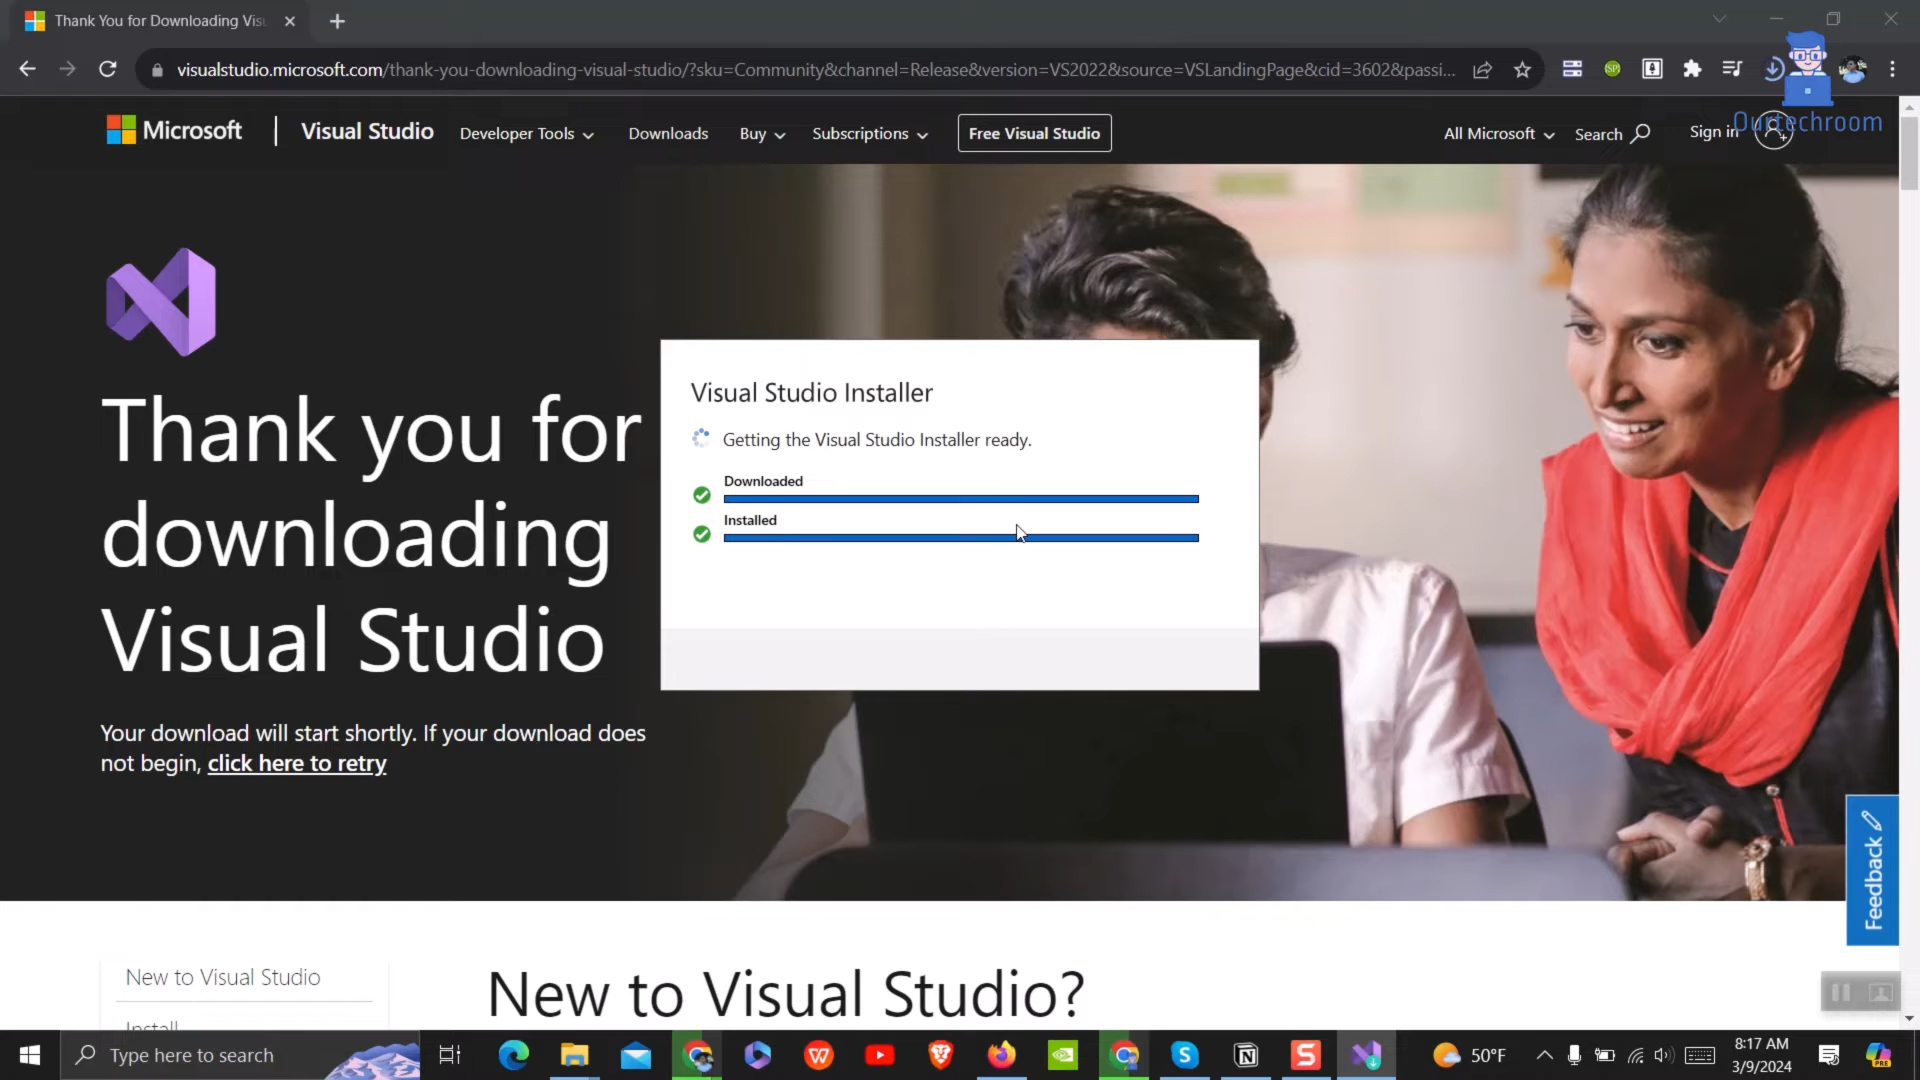 Thank You for Downloading Vis
visualstudio.microsoft.com/thank-you-downloading-visual-studio/?sku=Community&channel=Release&version=VS2022&source=VSLandingPage&cid=3602&passi...
Microsoft
Visual Studio
Developer Tools
Downloads
Buy
Subscriptions
Free Visual Studio
All Microsoft
Search
Sign in
Ourtechroom
Thank you for
downloading
Visual Studio
Your download will start shortly. If your download does
not begin, click here to retry
Visual Studio Installer
Getting the Visual Studio Installer ready.
Downloaded
Installed
Feedback
New to Visual Studio
Install
New to Visual Studio?
Type here to search
50°F
8:17 AM
3/9/2024